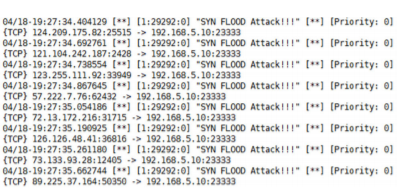 04/18-19:27:34.404129 [**] [1:29292:0] "SYN FLOOD Attack!!!" [**] [Priority: 0]
{TCP} 124.209.175.82:25515 -> 192.168.5.10:23333
04/18-19:27:34.692761 [**] [1:29292:0] "SYN FLOOD Attack!!!" [**] [Priority: 0]
{TCP} 121.104.242.187:2428 -> 192.168.5.10:23333
04/18-19:27:34.738554 [**] [1:29292:0] "SYN FLOOD Attack!!!" [**] [Priority: 0]
{TCP} 123.255.111.92:33949 -> 192.168.5.10:23333
04/18-19:27:34.867645 [**] [1:29292:0] "SYN FLOOD Attack!!!" [**] [Priority: 0]
{TCP} 57.222.7.76:62432 -> 192.168.5.10:23333
04/18-19:27:35.054186 [**] [1:29292:0] "SYN FLOOD Attack!!!" [**] [Priority: 0]
{TCP} 72.13.172.216:31715 -> 192.168.5.10:23333
04/18-19:27:35.190925 [**] [1:29292:0] "SYN FLOOD Attack!!!" [**] [Priority: 0]
{TCP} 126.126.48.41:36816 -> 192.168.5.10:23333
04/18-19:27:35.261180 [**] [1:29292:0] "SYN FLOOD Attack!!!" [**] [Priority: 0]
{TCP} 73.133.93.28:12405 -> 192.168.5.10:23333
04/18-19:27:35.662744 [**] [1:29292:0] "SYN FLOOD Attack!!!" [**] [Priority: 0]
{TCP} 89.225.37.164:50350 -> 192.168.5.10:23333